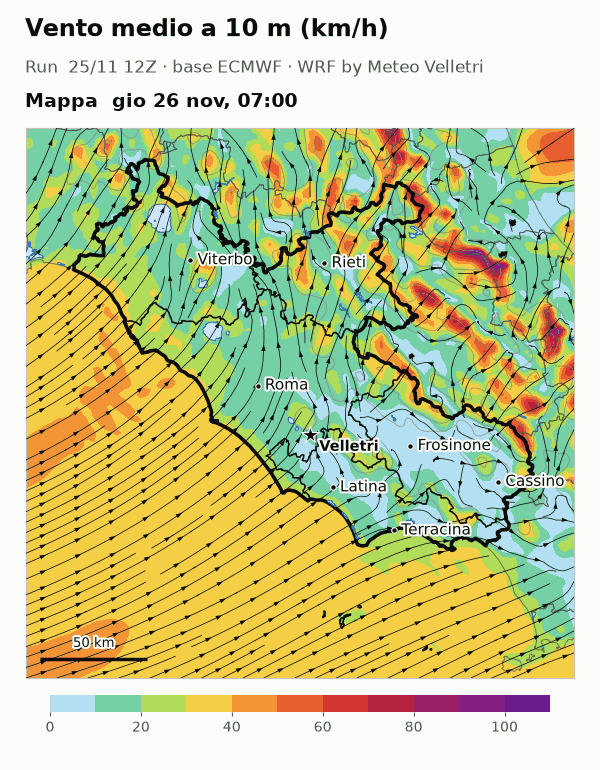 Vento medio a 10 m (km/h)
Run  25/11 12Z · base ECMWF · WRF by Meteo Velletri
Mappa  gio 26 nov, 07:00
Viterbo
Rieti
Roma
Velletri
Frosinone
Latina
Cassino
Terracina
50 km
0 20 40 60 80 100